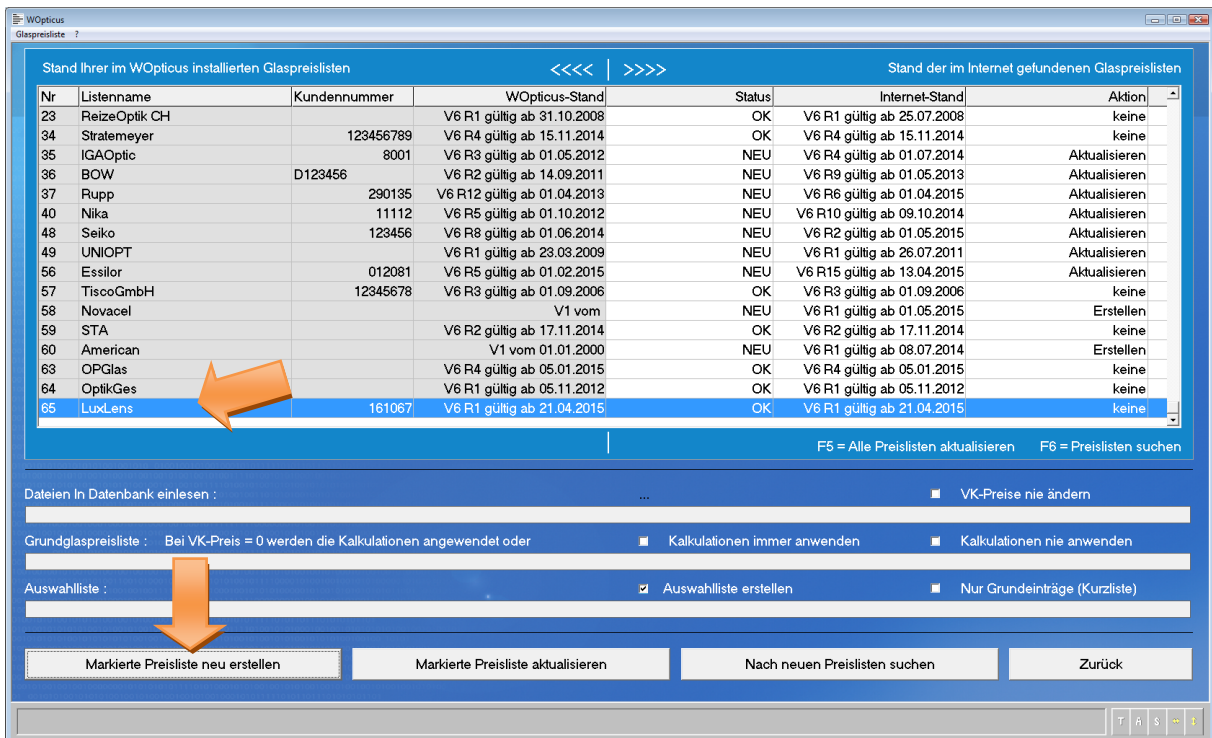 WOpticus
Glaspreisliste ?
Stand Ihrer im WOpticus installierten Glaspreislisten <<<< >>>> Stand der im Internet gefundenen Glaspreislisten
Nr Listenname Kundennummer WOpticus-Stand Status Internet-Stand Aktion
23 ReizeOptik CH V6 R1 gültig ab 31.10.2008 OK V6 R1 gültig ab 25.07.2008 keine
34 Stratemeyer 123456789 V6 R4 gültig ab 15.11.2014 OK V6 R4 gültig ab 15.11.2014 keine
35 IGAOptic 8001 V6 R3 gültig ab 01.05.2012 NEU V6 R4 gültig ab 01.07.2014 Aktualisieren
36 BOW D123456 V6 R2 gültig ab 14.09.2011 NEU V6 R9 gültig ab 01.05.2013 Aktualisieren
37 Rupp 290135 V6 R12 gültig ab 01.04.2013 NEU V6 R6 gültig ab 01.04.2015 Aktualisieren
40 Nika 11112 V6 R5 gültig ab 01.10.2012 NEU V6 R10 gültig ab 09.10.2014 Aktualisieren
48 Seiko 123456 V6 R8 gültig ab 01.06.2014 NEU V6 R2 gültig ab 01.05.2015 Aktualisieren
49 UNIOPT V6 R1 gültig ab 23.03.2009 NEU V6 R1 gültig ab 26.07.2011 Aktualisieren
56 Essilor 012081 V6 R5 gültig ab 01.02.2015 NEU V6 R15 gültig ab 13.04.2015 Aktualisieren
57 TiscoGmbH 12345678 V6 R3 gültig ab 01.09.2006 OK V6 R3 gültig ab 01.09.2006 keine
58 Novacel V1 vom NEU V6 R1 gültig ab 01.05.2015 Erstellen
59 STA V6 R2 gültig ab 17.11.2014 OK V6 R2 gültig ab 17.11.2014 keine
60 American V1 vom 01.01.2000 NEU V6 R1 gültig ab 08.07.2014 Erstellen
63 OPGlas V6 R4 gültig ab 05.01.2015 OK V6 R4 gültig ab 05.01.2015 keine
64 OptikGes V6 R1 gültig ab 05.11.2012 OK V6 R1 gültig ab 05.11.2012 keine
65 LuxLens 161067 V6 R1 gültig ab 21.04.2015 OK V6 R1 gültig ab 21.04.2015 keine
F5 = Alle Preislisten aktualisieren F6 = Preislisten suchen
Dateien In Datenbank einlesen : ... VK-Preise nie ändern
Grundglaspreisliste : Bei VK-Preis = 0 werden die Kalkulationen angewendet oder Kalkulationen immer anwenden Kalkulationen nie anwenden
Auswahlliste : Auswahlliste erstellen Nur Grundeinträge (Kurzliste)
Markierte Preisliste neu erstellen Markierte Preisliste aktualisieren Nach neuen Preislisten suchen Zurück
T A S